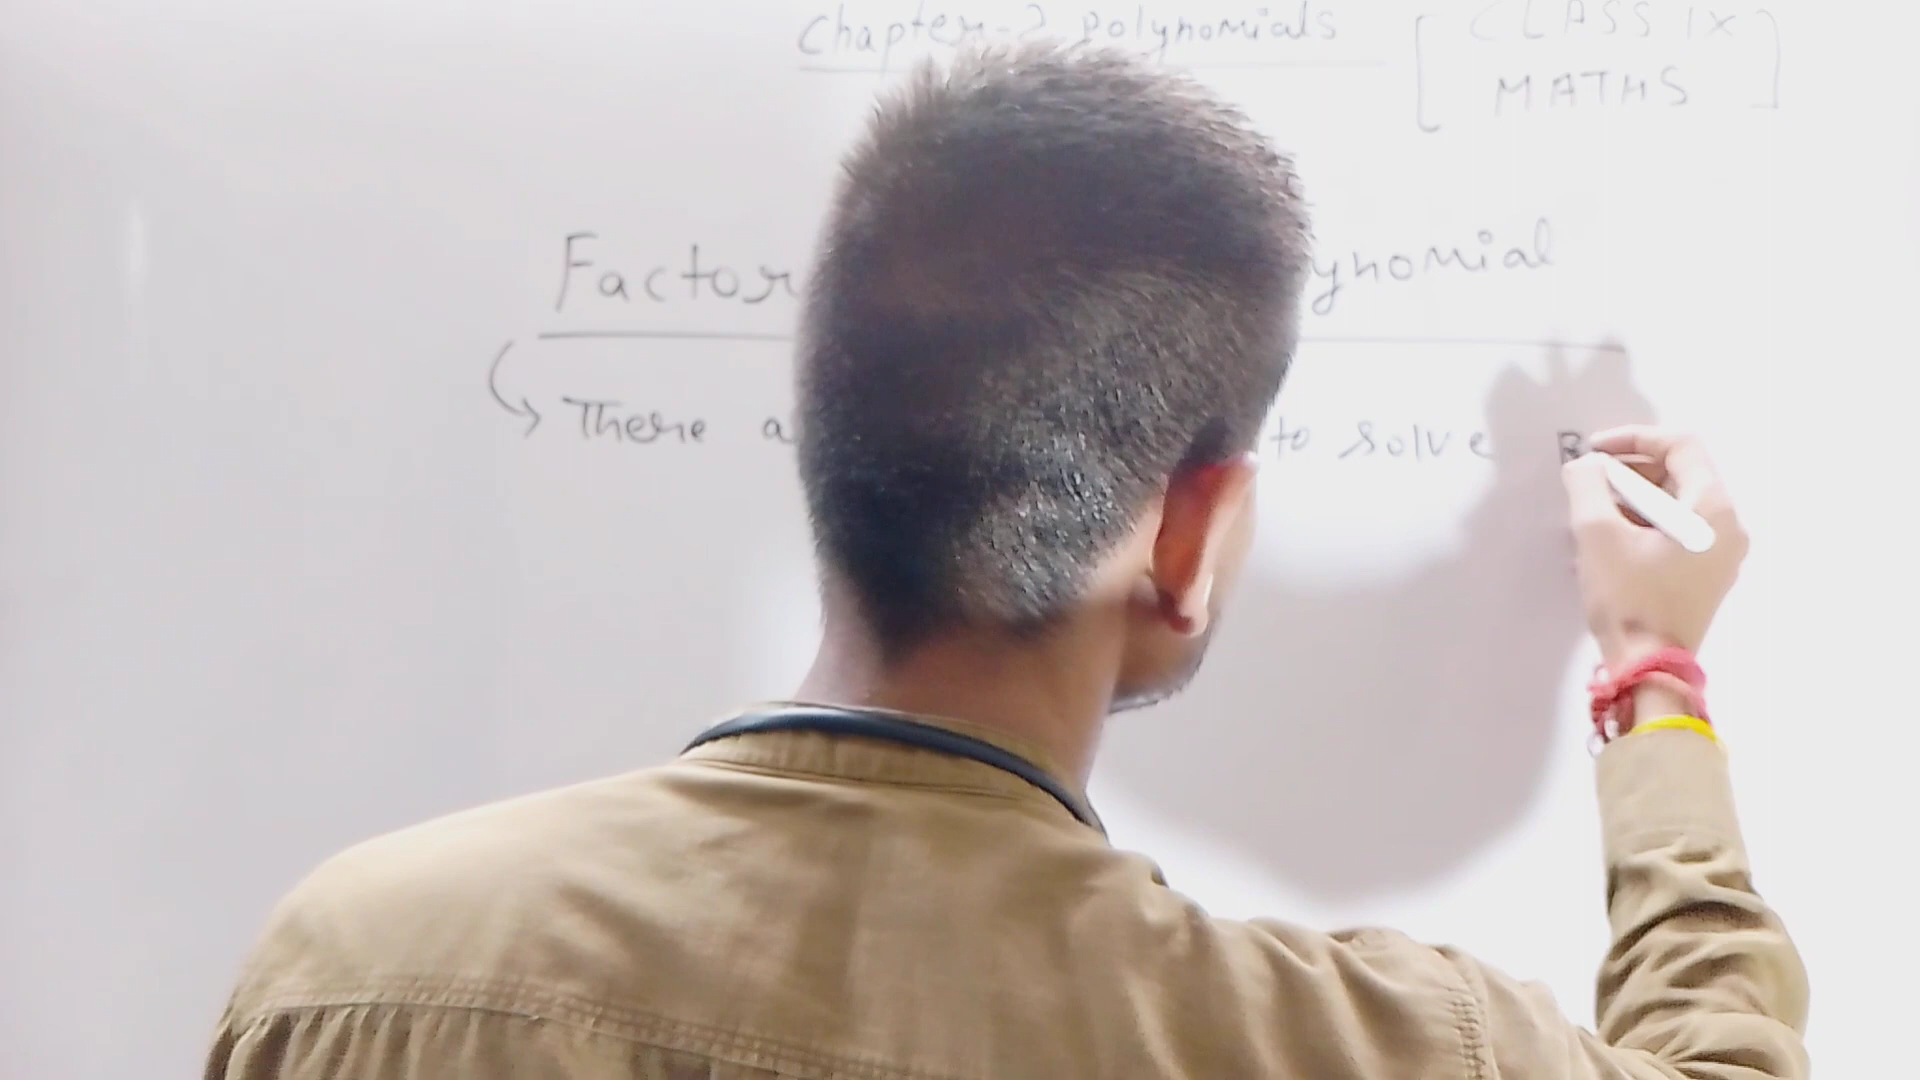 Chapter-2 polynomials
[CLASS IX
MATHS]
Factor ynomial
There a to solve